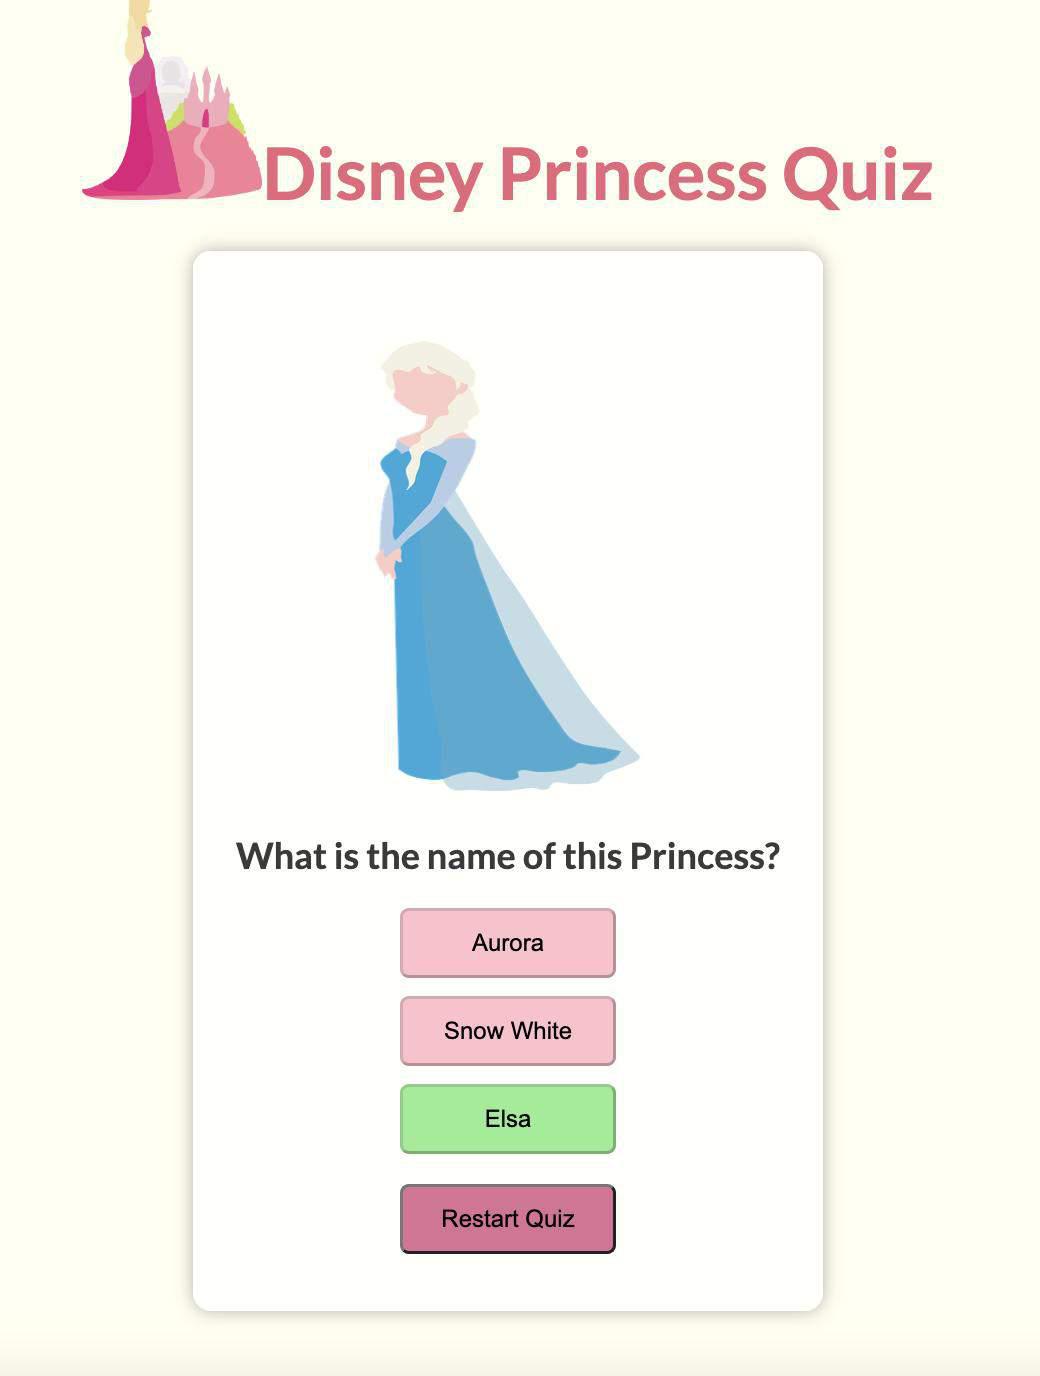 Disney Princess Quiz
What is the name of this Princess?
Aurora
Snow White
Elsa
Restart Quiz